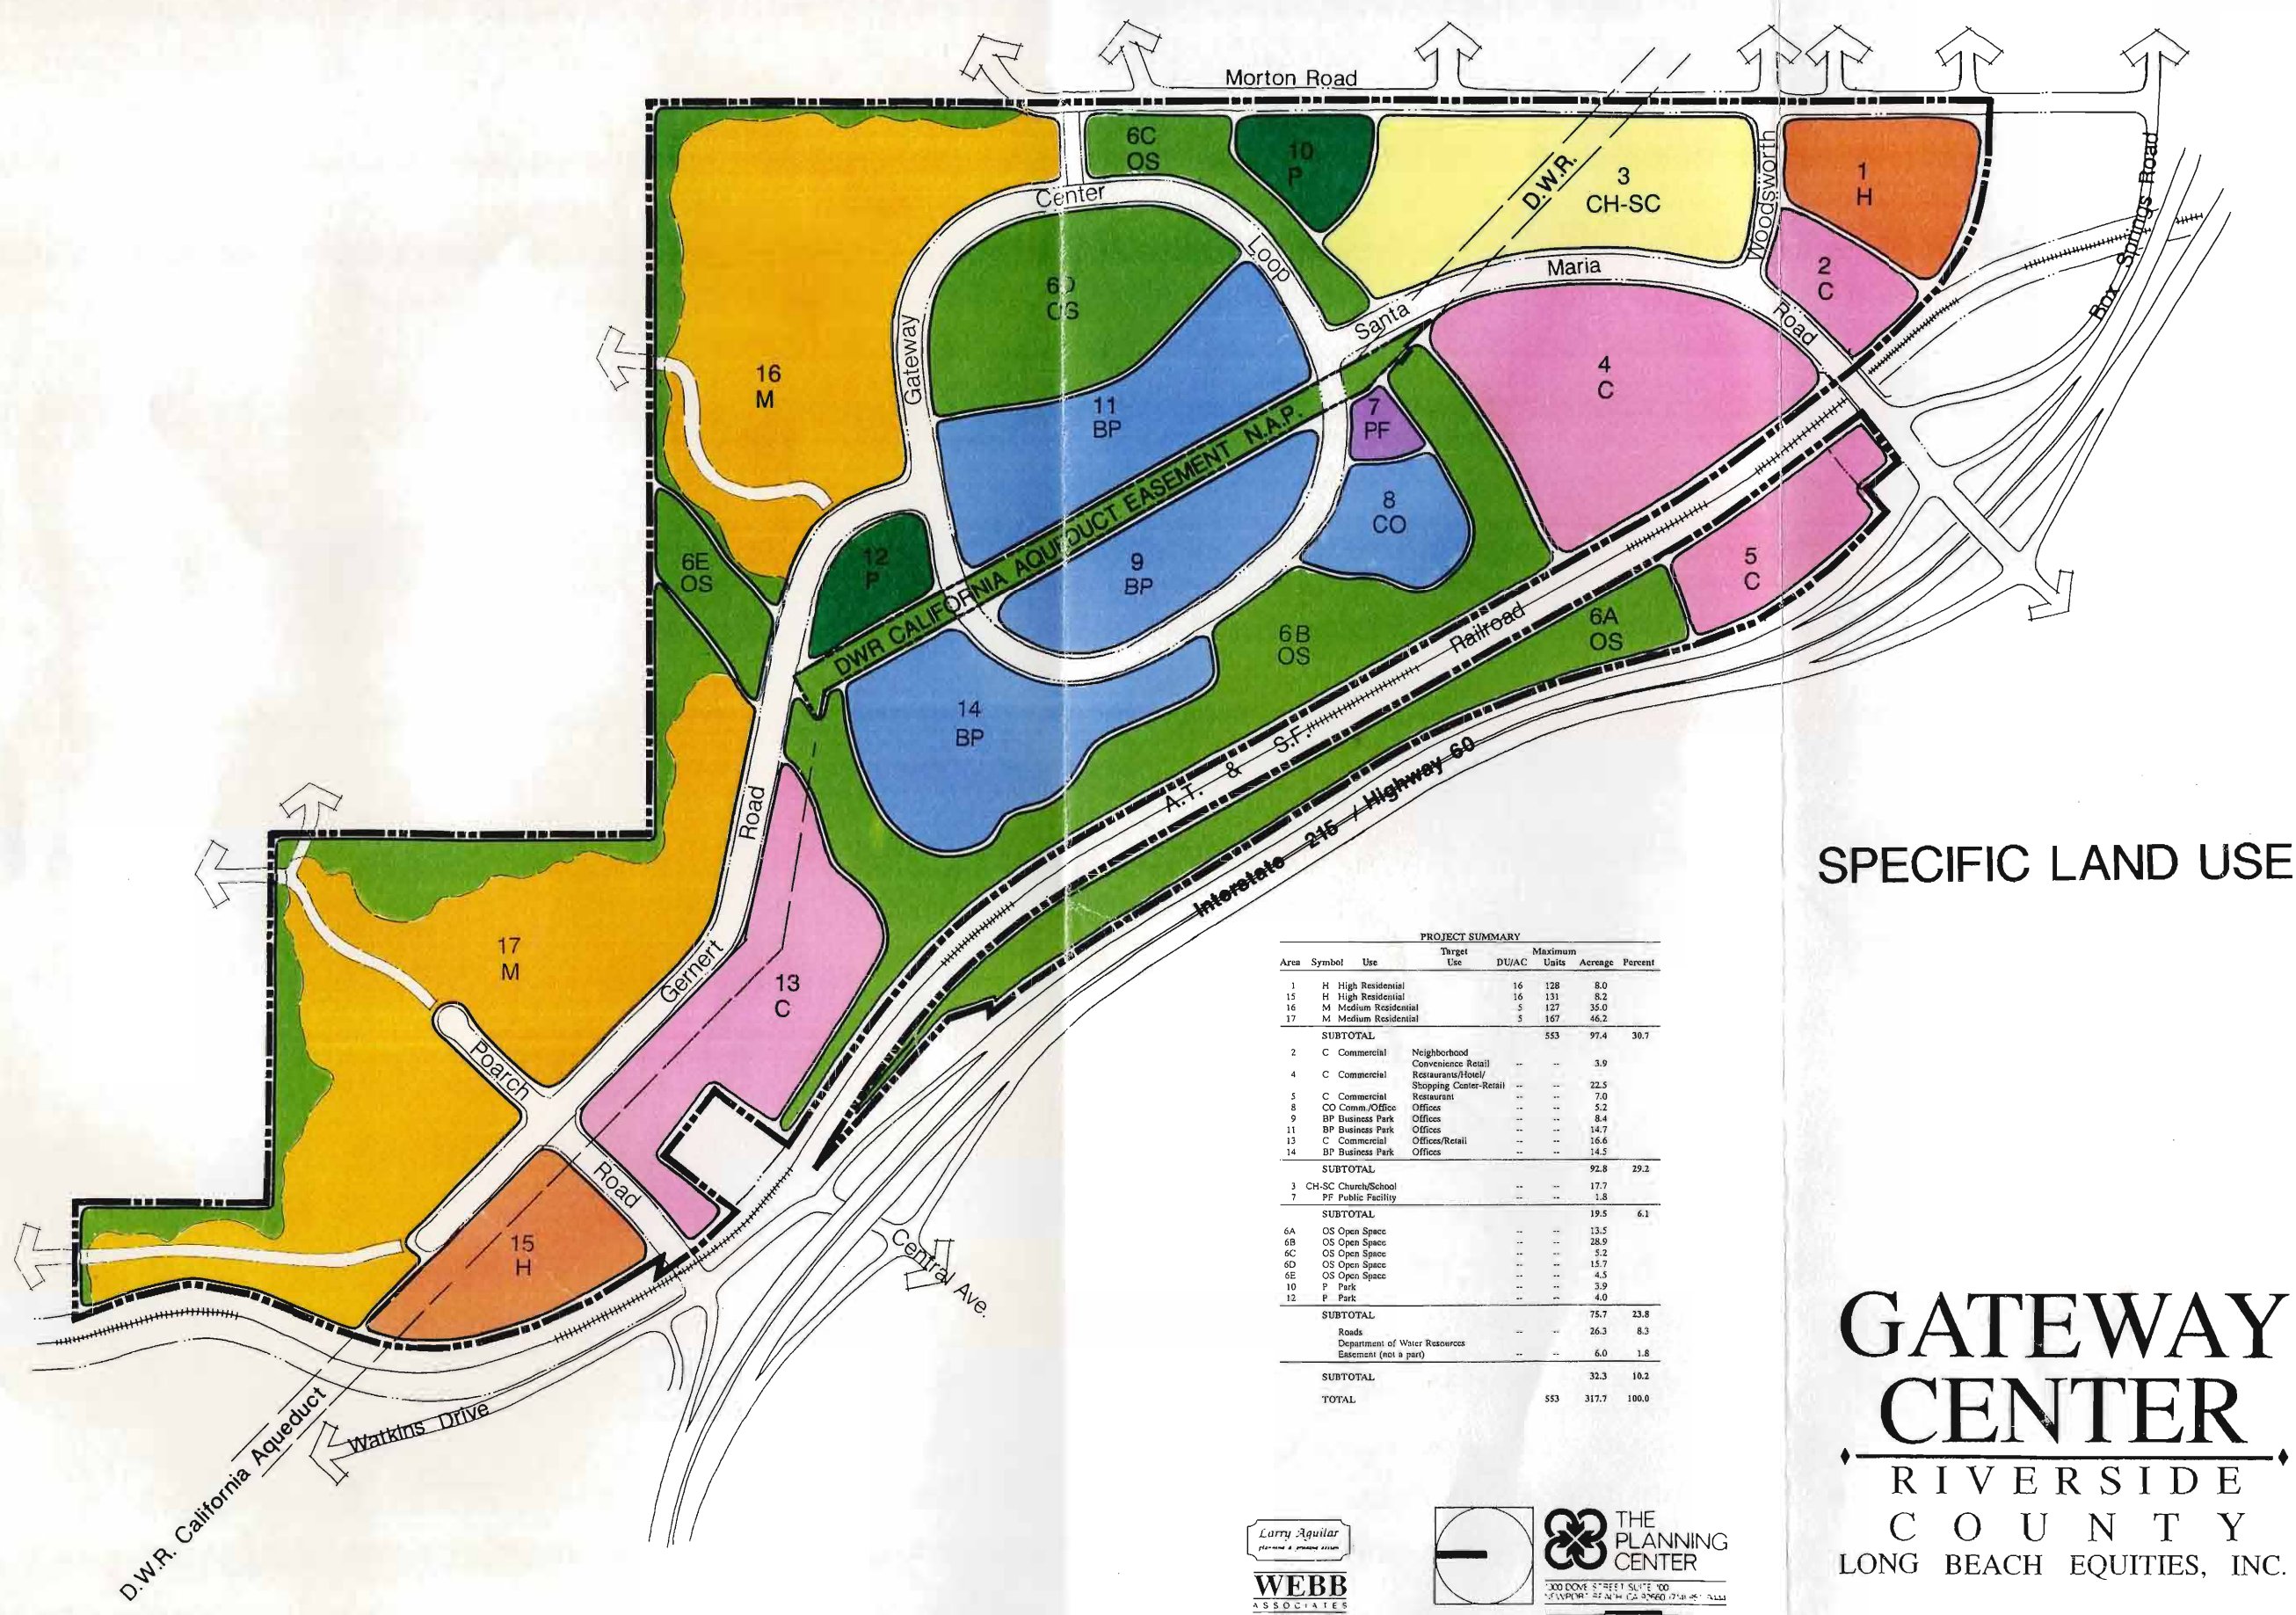 Morton Road
6C
OS
10
P
3
CH-SC
D.W.R.
Woodsworth
1
H
Box Springs Road
Center
Loop
6D
OS
2
C
Maria
Santa
Road
Gateway
16
M
4
C
11
BP
7
PF
DWR CALIFORNIA AQUEDUCT EASEMENT N.A.P.
8
CO
12
P
6E
OS
9
BP
5
C
6B
OS
6A
OS
14
BP
A.T. & S.F. Railroad
Interstate 215 / Highway 60
Road
Gernert
17
M
13
C
Poarch
Road
15
H
Central Ave.
Watkins Drive
D.W.R. California Aqueduct
SPECIFIC LAND USE
PROJECT SUMMARY
Target Maximum
Area Symbol Use Use DU/AC Units Acreage Percent
1 H High Residential 16 128 8.0
15 H High Residential 16 131 8.2
16 M Medium Residential 5 127 35.0
17 M Medium Residential 5 167 46.2
SUBTOTAL 553 97.4 30.7
2 C Commercial Neighborhood
Convenience Retail -- -- 3.9
4 C Commercial Restaurants/Hotel/
Shopping Center-Retail -- -- 22.5
5 C Commercial Restaurant -- -- 7.0
8 CO Comm./Office Offices -- -- 5.2
9 BP Business Park Offices -- -- 8.4
11 BP Business Park Offices -- -- 14.7
13 C Commercial Offices/Retail -- -- 16.6
14 BP Business Park Offices -- -- 14.5
SUBTOTAL 92.8 29.2
3 CH-SC Church/School -- -- 17.7
7 PF Public Facility -- -- 1.8
SUBTOTAL 19.5 6.1
6A OS Open Space -- -- 13.5
6B OS Open Space -- -- 28.9
6C OS Open Space -- -- 5.2
6D OS Open Space -- -- 15.7
6E OS Open Space -- -- 4.5
10 P Park -- -- 3.9
12 P Park -- -- 4.0
SUBTOTAL 75.7 23.8
Roads -- -- 26.3 8.3
Department of Water Resources
Easement (not a part) -- -- 6.0 1.8
SUBTOTAL 32.3 10.2
TOTAL 553 317.7 100.0
GATEWAY
CENTER
RIVERSIDE
COUNTY
LONG BEACH EQUITIES, INC.
Larry Aguilar
WEBB
ASSOCIATES
THE
PLANNING
CENTER
DOVE STREET SUITE
NEWPORT BEACH CA 92660